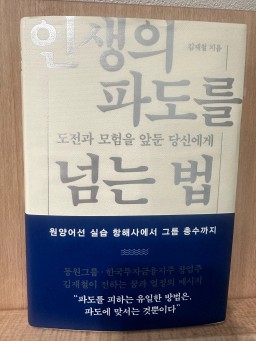 인생의
김재철 지음
파도를
도전과 모험을 앞둔 당신에게
넘는 법
원양어선 실습 항해사에서 그룹 총수까지
동원그룹·한국투자금융지주 창업주
김재철이 전하는 꿈과 열정의 메시지
"파도를 피하는 유일한 방법은,
파도에 맞서는 것뿐이다"